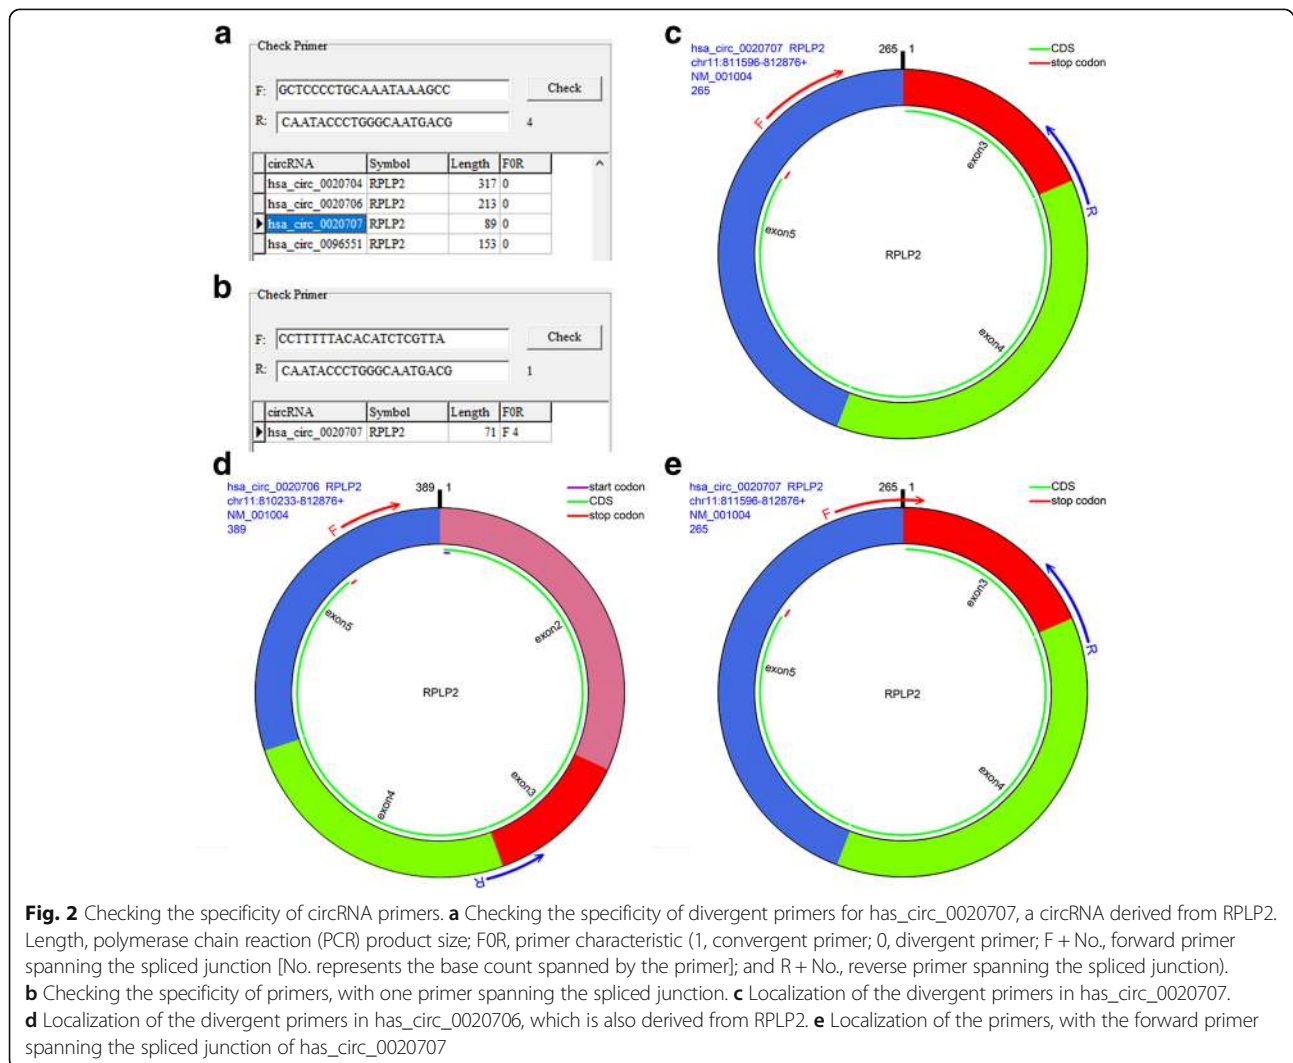 a
Check Primer
F: GCTCCCCTGCAAATAAAGCC Check
R: CAATACCCTGGGCAATGACG 4
circRNA Symbol Length F0R
hsa_circ_0020704 RPLP2 317 0
hsa_circ_0020706 RPLP2 213 0
hsa_circ_0020707 RPLP2 89 0
hsa_circ_0096551 RPLP2 153 0
b
Check Primer
F: CCTTTTTACACATCTCGTTA Check
R: CAATACCCTGGGCAATGACG 1
circRNA Symbol Length F0R
hsa_circ_0020707 RPLP2 71 F 4
c
hsa_circ_0020707 RPLP2
chr11:811596-812876+
NM_001004
265
265 1
CDS
stop codon
F
R
exon3
exon5
RPLP2
exon4
d
hsa_circ_0020706 RPLP2
chr11:810233-812876+
NM_001004
389
389 1
start codon
CDS
stop codon
F
exon5
exon2
RPLP2
exon4
exon3
R
e
hsa_circ_0020707 RPLP2
chr11:811596-812876+
NM_001004
265
265 1
CDS
stop codon
F
R
exon3
exon5
RPLP2
exon4
Fig. 2 Checking the specificity of circRNA primers. a Checking the specificity of divergent primers for has_circ_0020707, a circRNA derived from RPLP2.
Length, polymerase chain reaction (PCR) product size; F0R, primer characteristic (1, convergent primer; 0, divergent primer; F + No., forward primer
spanning the spliced junction [No. represents the base count spanned by the primer]; and R + No., reverse primer spanning the spliced junction).
b Checking the specificity of primers, with one primer spanning the spliced junction. c Localization of the divergent primers in has_circ_0020707.
d Localization of the divergent primers in has_circ_0020706, which is also derived from RPLP2. e Localization of the primers, with the forward primer
spanning the spliced junction of has_circ_0020707